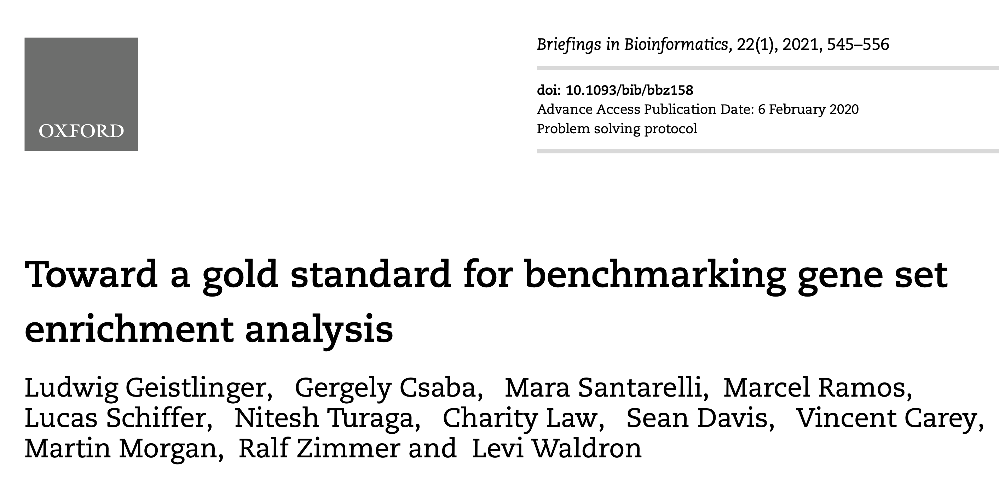 OXFORD
Briefings in Bioinformatics, 22(1), 2021, 545–556
doi: 10.1093/bib/bbz158
Advance Access Publication Date: 6 February 2020
Problem solving protocol
Toward a gold standard for benchmarking gene set
enrichment analysis
Ludwig Geistlinger, Gergely Csaba, Mara Santarelli, Marcel Ramos,
Lucas Schiffer, Nitesh Turaga, Charity Law, Sean Davis, Vincent Carey,
Martin Morgan, Ralf Zimmer and Levi Waldron